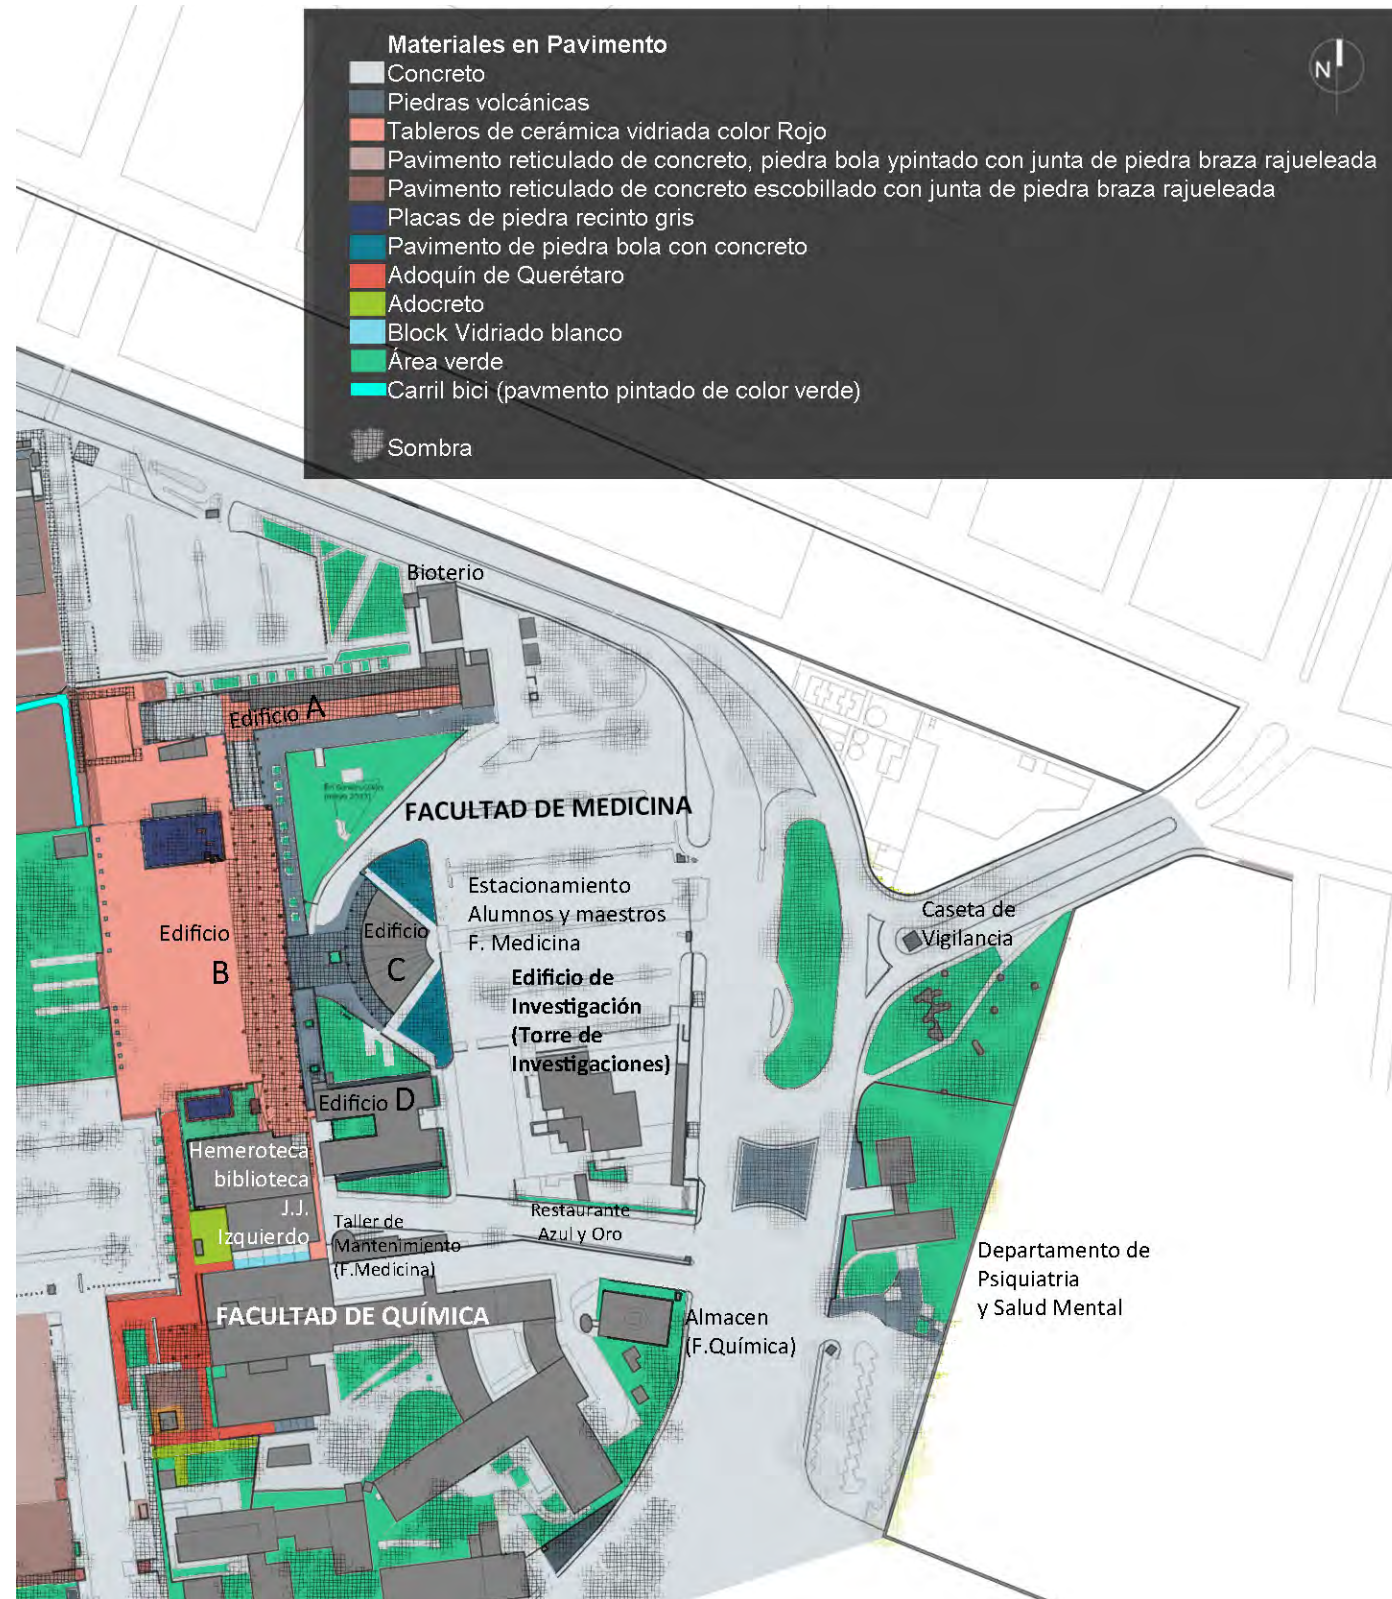 Materiales en Pavimento
N
Concreto
Piedras volcánicas
Tableros de cerámica vidriada color Rojo
Pavimento reticulado de concreto, piedra bola ypintado con junta de piedra braza rajueleada
Pavimento reticulado de concreto escobillado con junta de piedra braza rajueleada
Placas de piedra recinto gris
Pavimento de piedra bola con concreto
Adoquín de Querétaro
Adocreto
Block Vidriado blanco
Área verde
Carril bici (pavmento pintado de color verde)
Sombra
Bioterio
Edificio A
FACULTAD DE MEDICINA
Estacionamiento
Alumnos y maestros
F. Medicina
Edificio
B
Edificio
C
Caseta de
Vigilancia
Edificio de
Investigación
(Torre de
Investigaciones)
Edificio D
Hemeroteca
biblioteca
J.J.
Izquierdo
Taller de
Mantenimiento
(F.Medicina)
Restaurante
Azul y Oro
Departamento de
Psiquiatria
y Salud Mental
FACULTAD DE QUÍMICA
Almacen
(F.Química)